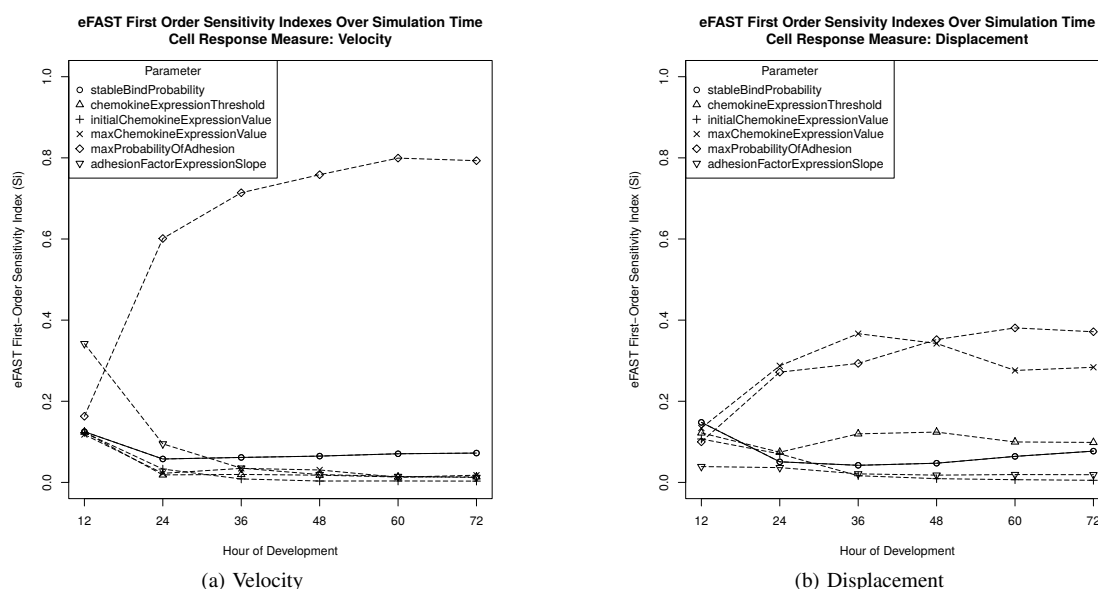 eFAST First Order Sensitivity Indexes Over Simulation Time
Cell Response Measure: Velocity
Parameter
stableBindProbability
chemokineExpressionThreshold
initialChemokineExpressionValue
maxChemokineExpressionValue
maxProbabilityOfAdhesion
adhesionFactorExpressionSlope
eFAST First−Order Sensitivity Index (Si)
1.0
0.8
0.6
0.4
0.2
0.0
12 24 36 48 60 72
Hour of Development
(a) Velocity
eFAST First Order Sensivity Indexes Over Simulation Time
Cell Response Measure: Displacement
Parameter
stableBindProbability
chemokineExpressionThreshold
initialChemokineExpressionValue
maxChemokineExpressionValue
maxProbabilityOfAdhesion
adhesionFactorExpressionSlope
eFAST First−Order Sensitivity Index (Si)
1.0
0.8
0.6
0.4
0.2
0.0
12 24 36 48 60 72
Hour of Development
(b) Displacement